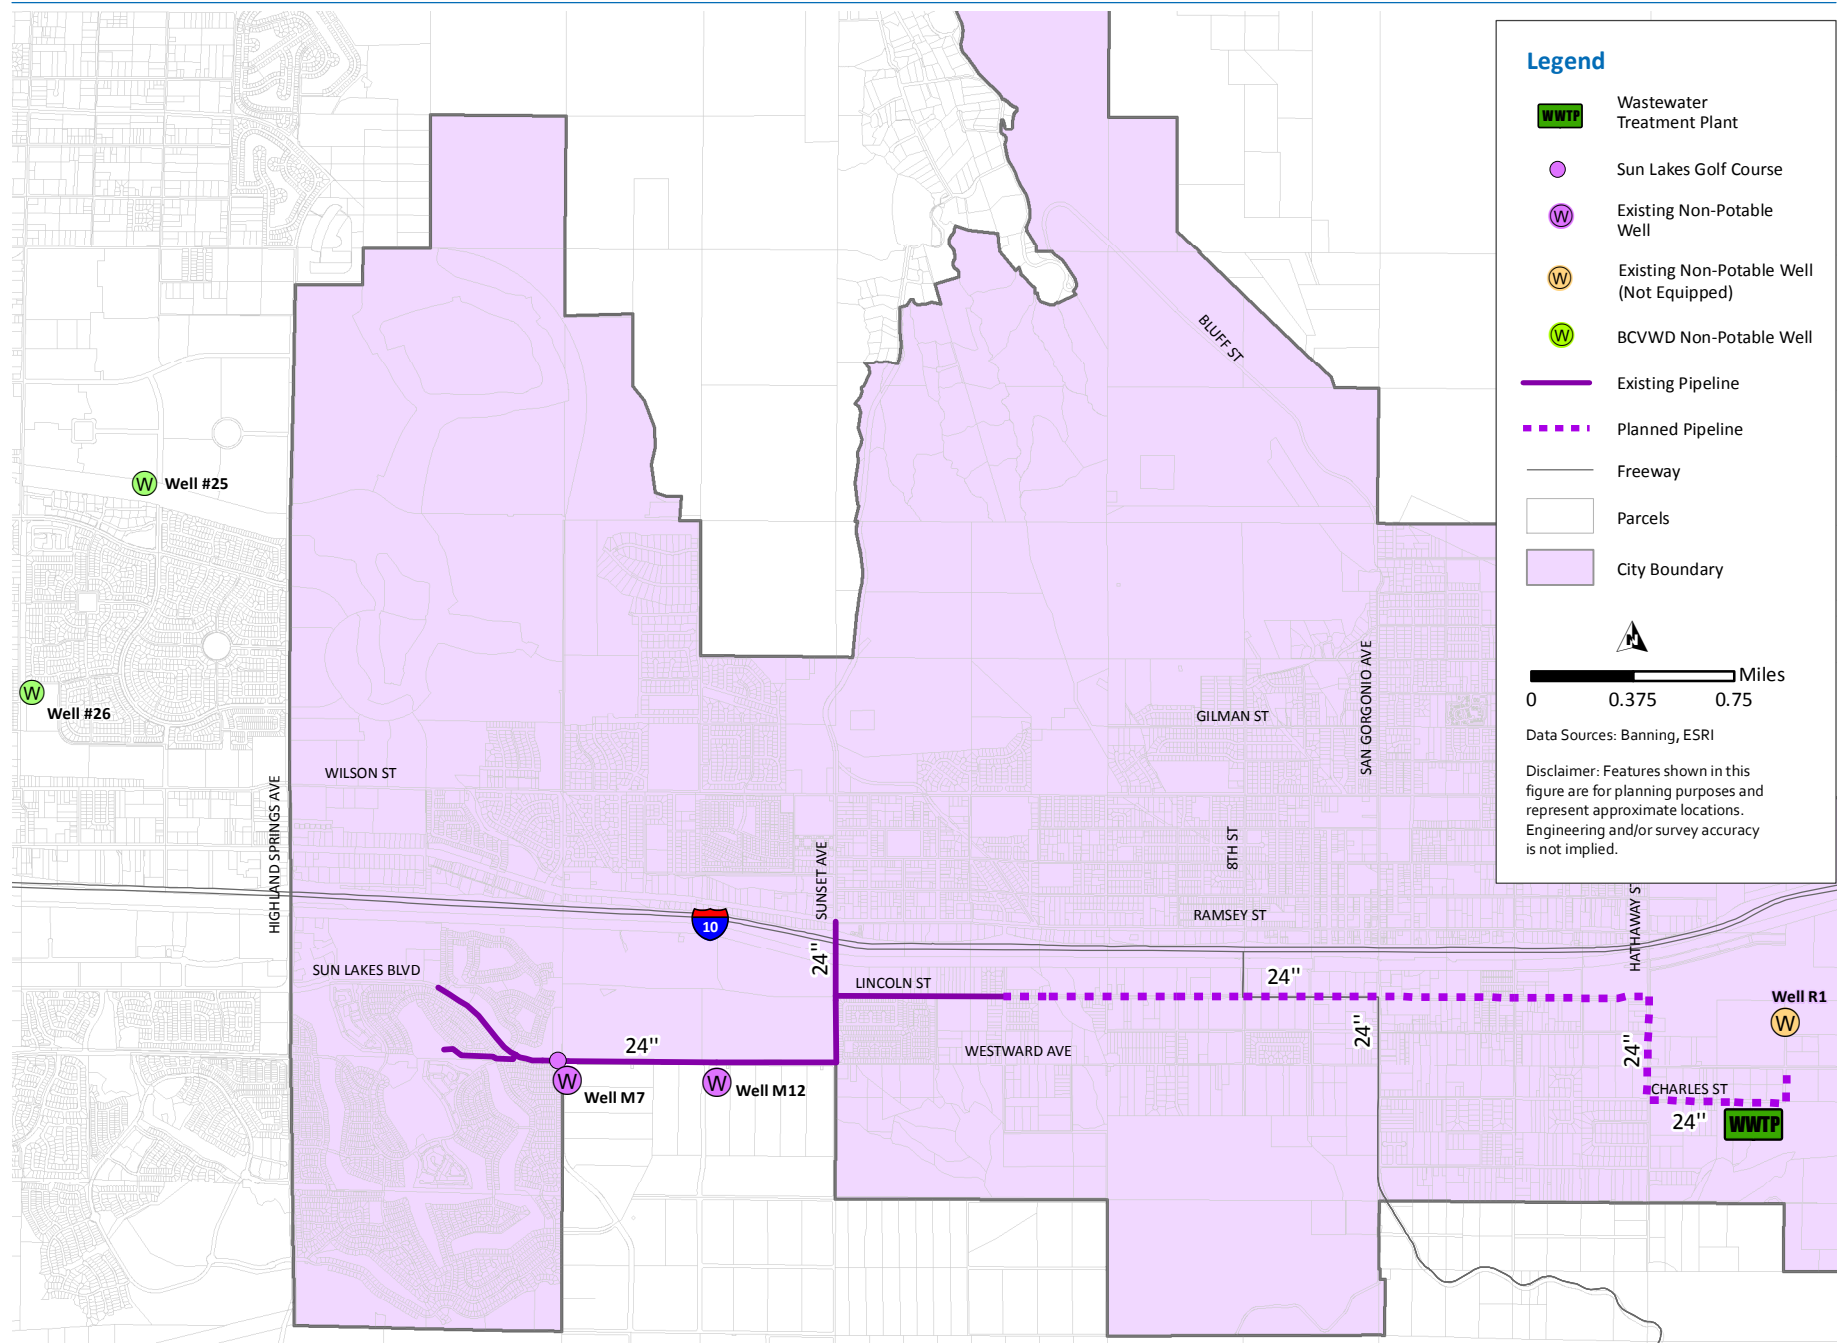 Legend
WWTP
Wastewater
Treatment Plant
Sun Lakes Golf Course
W
Existing Non-Potable
Well
W
Existing Non-Potable Well
(Not Equipped)
W
BCVWD Non-Potable Well
Existing Pipeline
Planned Pipeline
Freeway
Parcels
City Boundary
N
Miles
0 0.375 0.75
Data Sources: Banning, ESRI
Disclaimer: Features shown in this
figure are for planning purposes and
represent approximate locations.
Engineering and/or survey accuracy
is not implied.
BLUFF ST
W Well #25
W
Well #26
GILMAN ST
SAN GORGONIO AVE
WILSON ST
HIGHLAND SPRINGS AVE
SUNSET AVE
8TH ST
RAMSEY ST
HATHAWAY ST
10
SUN LAKES BLVD
24"
LINCOLN ST
24"
Well R1
W
24"
24"
24"
WESTWARD AVE
W
Well M7
W
Well M12
CHARLES ST
24"
WWTP